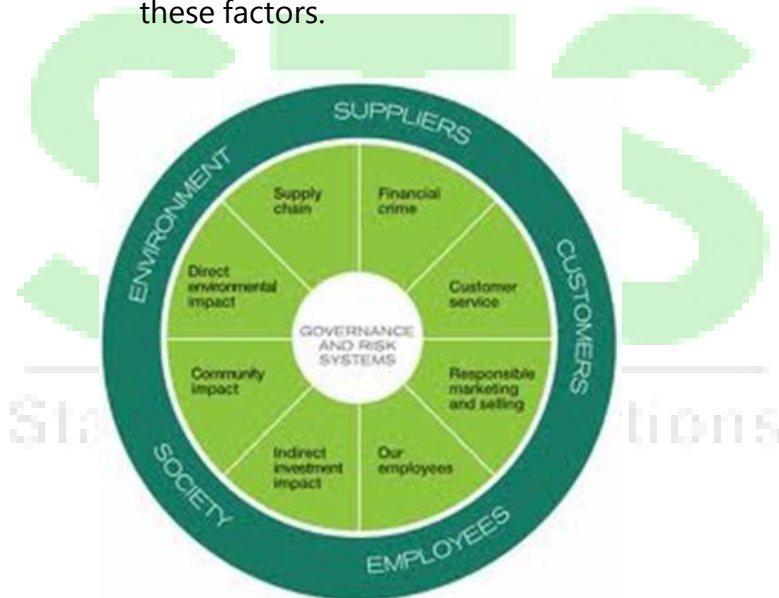 these factors.
STS
SUPPLIERS
CUSTOMERS
EMPLOYEES
SOCIETY
ENVIRONMENT
Supply
chain
Financial
crime
Customer
service
Responsible
marketing
and selling
Our
employees
Indirect
investment
impact
Community
impact
Direct
environmental
impact
GOVERNANCE
AND RISK
SYSTEMS